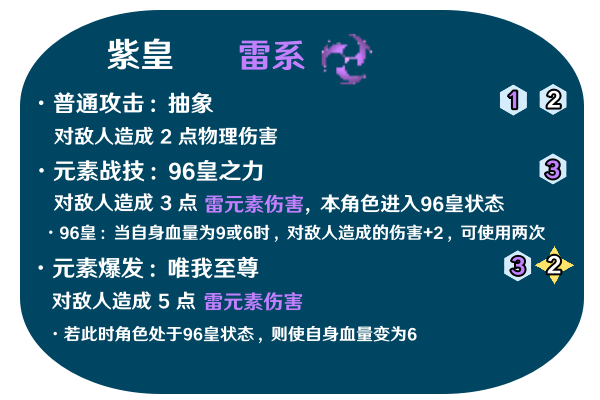 紫皇 雷系
·普通攻击：抽象 1 2
对敌人造成 2 点物理伤害
·元素战技：96皇之力 3
对敌人造成 3 点 雷元素伤害，本角色进入96皇状态
·96皇：当自身血量为9或6时，对敌人造成的伤害+2，可使用两次
·元素爆发：唯我至尊 3 2
对敌人造成 5 点 雷元素伤害
·若此时角色处于96皇状态，则使自身血量变为6